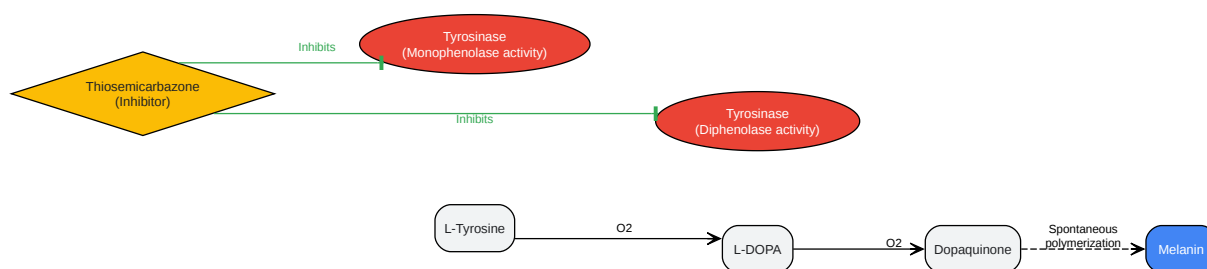 Tyrosinase
(Monophenolase activity)
Inhibits
Thiosemicarbazone
(Inhibitor)
Tyrosinase
(Diphenolase activity)
Inhibits
L-Tyrosine
O2
L-DOPA
O2
Dopaquinone
Spontaneous
polymerization
Melanin